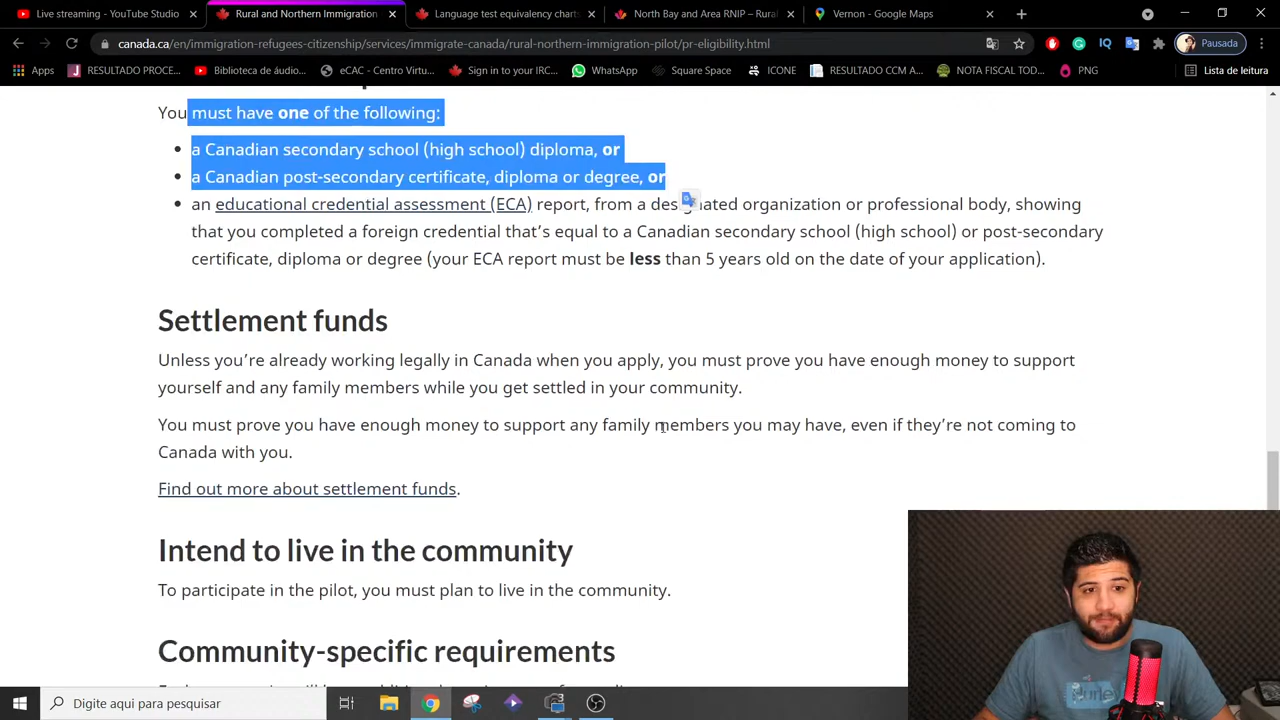 Live streaming - YouTube Studio
Rural and Northern Immigration
Language test equivalency charts
North Bay and Area RNIP – Rural
Vernon - Google Maps
canada.ca/en/immigration-refugees-citizenship/services/immigrate-canada/rural-northern-immigration-pilot/pr-eligibility.html
Pausada
Apps
RESULTADO PROCE...
Biblioteca de áudio...
eCAC - Centro Virtu...
Sign in to your IRC...
WhatsApp
Square Space
ICONE
RESULTADO CCM A...
NOTA FISCAL TOD...
PNG
Lista de leitura
You must have one of the following:
a Canadian secondary school (high school) diploma, or
a Canadian post-secondary certificate, diploma or degree, or
an educational credential assessment (ECA) report, from a designated organization or professional body, showing
that you completed a foreign credential that's equal to a Canadian secondary school (high school) or post-secondary
certificate, diploma or degree (your ECA report must be less than 5 years old on the date of your application).
Settlement funds
Unless you're already working legally in Canada when you apply, you must prove you have enough money to support
yourself and any family members while you get settled in your community.
You must prove you have enough money to support any family members you may have, even if they're not coming to
Canada with you.
Find out more about settlement funds.
Intend to live in the community
To participate in the pilot, you must plan to live in the community.
Community-specific requirements
Digite aqui para pesquisar